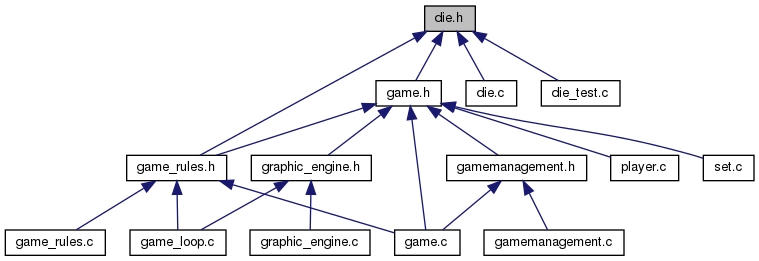 die.h
game.h
die.c
die_test.c
game_rules.h
graphic_engine.h
gamemanagement.h
player.c
set.c
game_rules.c
game_loop.c
graphic_engine.c
game.c
gamemanagement.c